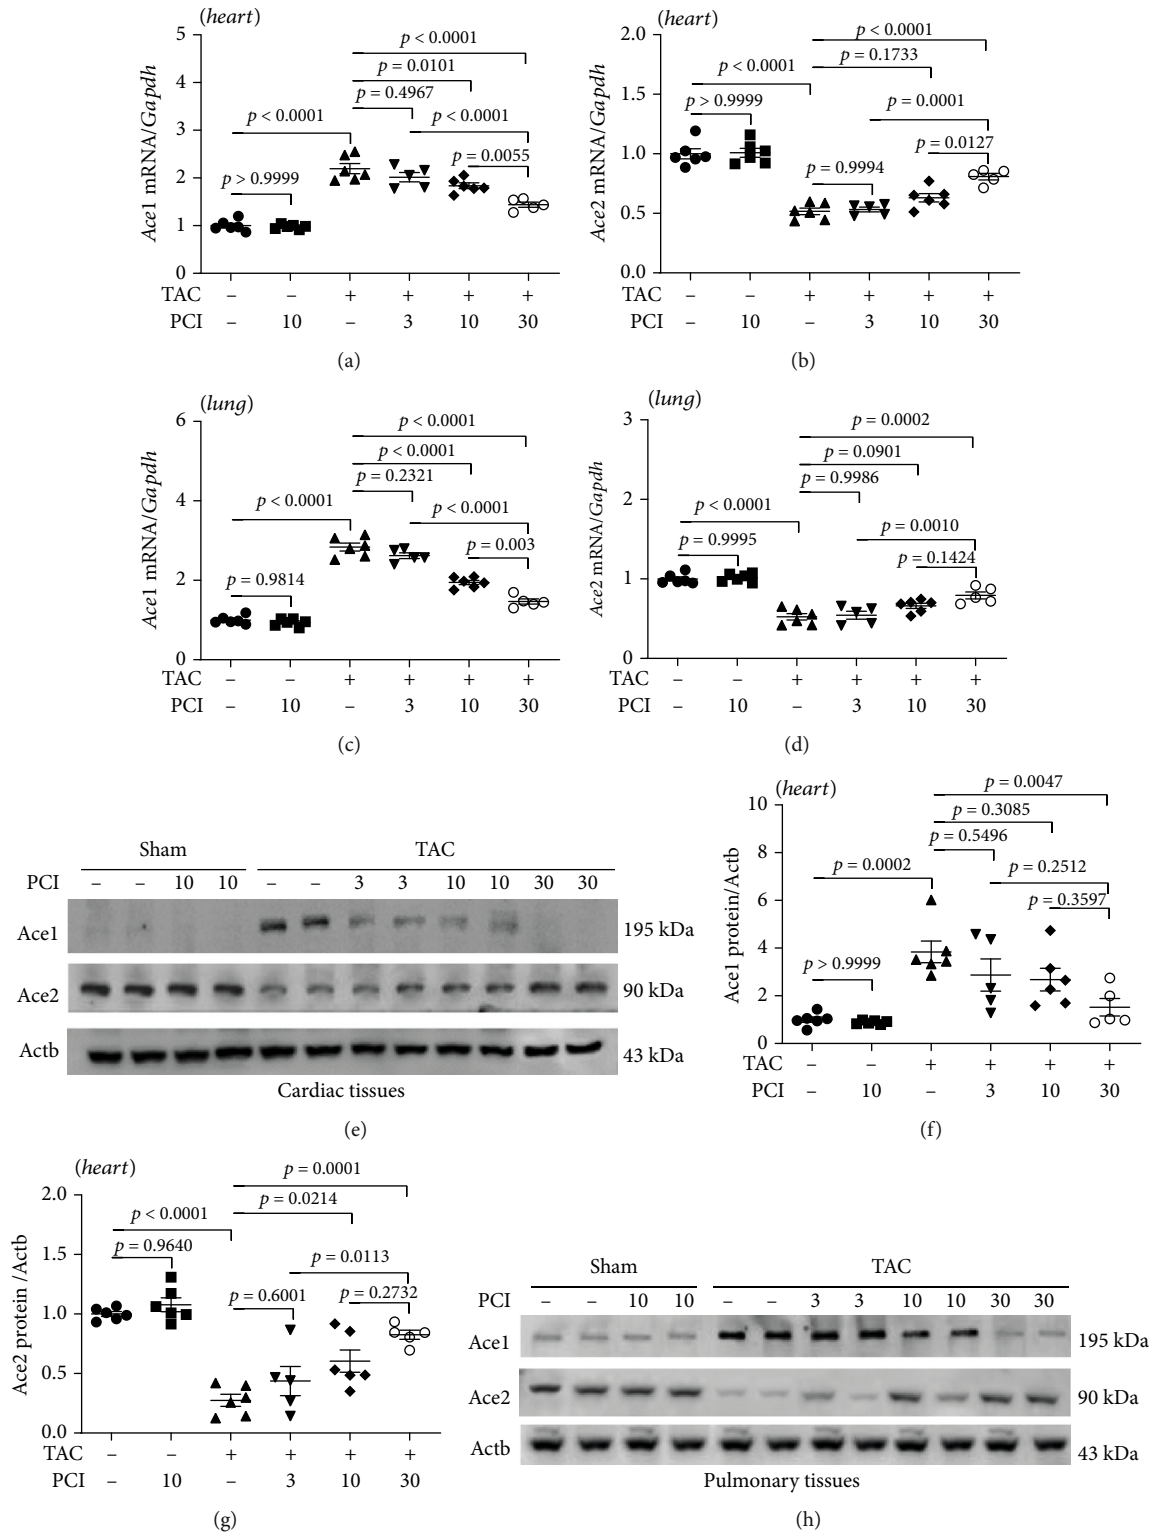 (heart)
Ace1 mRNA/Gapdh
5
4
3
2
1
0
p < 0.0001
p = 0.0101
p = 0.4967
p < 0.0001
p < 0.0001
p = 0.0055
p > 0.9999
TAC – – + + + +
PCI – 10 – 3 10 30
(a)
(heart)
Ace2 mRNA/Gapdh
2.0
1.5
1.0
0.5
0.0
p < 0.0001
p = 0.1733
p < 0.0001
p > 0.9999
p = 0.0001
p = 0.0127
p = 0.9994
TAC – – + + + +
PCI – 10 – 3 10 30
(b)
(lung)
Ace1 mRNA/Gapdh
6
4
2
0
p < 0.0001
p < 0.0001
p = 0.2321
p < 0.0001
p < 0.0001
p = 0.003
p = 0.9814
TAC – – + + + +
PCI – 10 – 3 10 30
(c)
(lung)
Ace2 mRNA/Gapdh
3
2
1
0
p = 0.0002
p = 0.0901
p = 0.9986
p < 0.0001
p = 0.0010
p = 0.9995
p = 0.1424
TAC – – + + + +
PCI – 10 – 3 10 30
(d)
Sham TAC
PCI – – 10 10 – – 3 3 10 10 30 30
Ace1 195 kDa
Ace2 90 kDa
Actb 43 kDa
Cardiac tissues
(e)
(heart)
Ace1 protein/Actb
10
8
6
4
2
0
p = 0.0047
p = 0.3085
p = 0.5496
p = 0.0002
p = 0.2512
p = 0.3597
p > 0.9999
TAC – – + + + +
PCI – 10 – 3 10 30
(f)
(heart)
Ace2 protein /Actb
2.0
1.5
1.0
0.5
0.0
p = 0.0001
p = 0.0214
p < 0.0001
p = 0.9640
p = 0.0113
p = 0.6001
p = 0.2732
TAC – – + + + +
PCI – 10 – 3 10 30
(g)
Sham TAC
PCI – – 10 10 – – 3 3 10 10 30 30
Ace1 195 kDa
Ace2 90 kDa
Actb 43 kDa
Pulmonary tissues
(h)